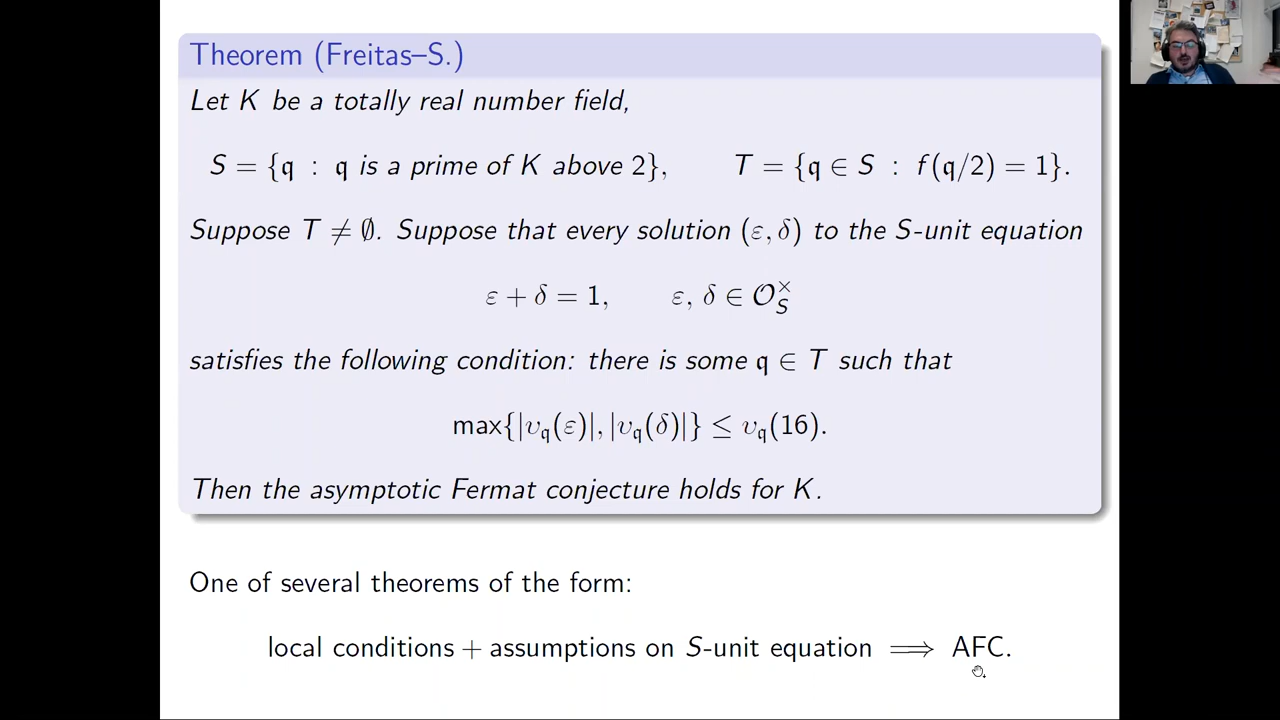 Theorem (Freitas–S.)
Let K be a totally real number field,
S = {𝔮 : 𝔮 is a prime of K above 2}, T = {𝔮 ∈ S : f(𝔮/2) = 1}.
Suppose T ≠ ∅. Suppose that every solution (ε, δ) to the S-unit equation
ε + δ = 1, ε, δ ∈ 𝒪_S^×
satisfies the following condition: there is some 𝔮 ∈ T such that
max{|υ_𝔮(ε)|, |υ_𝔮(δ)|} ≤ υ_𝔮(16).
Then the asymptotic Fermat conjecture holds for K.
One of several theorems of the form:
local conditions + assumptions on S-unit equation ⟹ AFC.